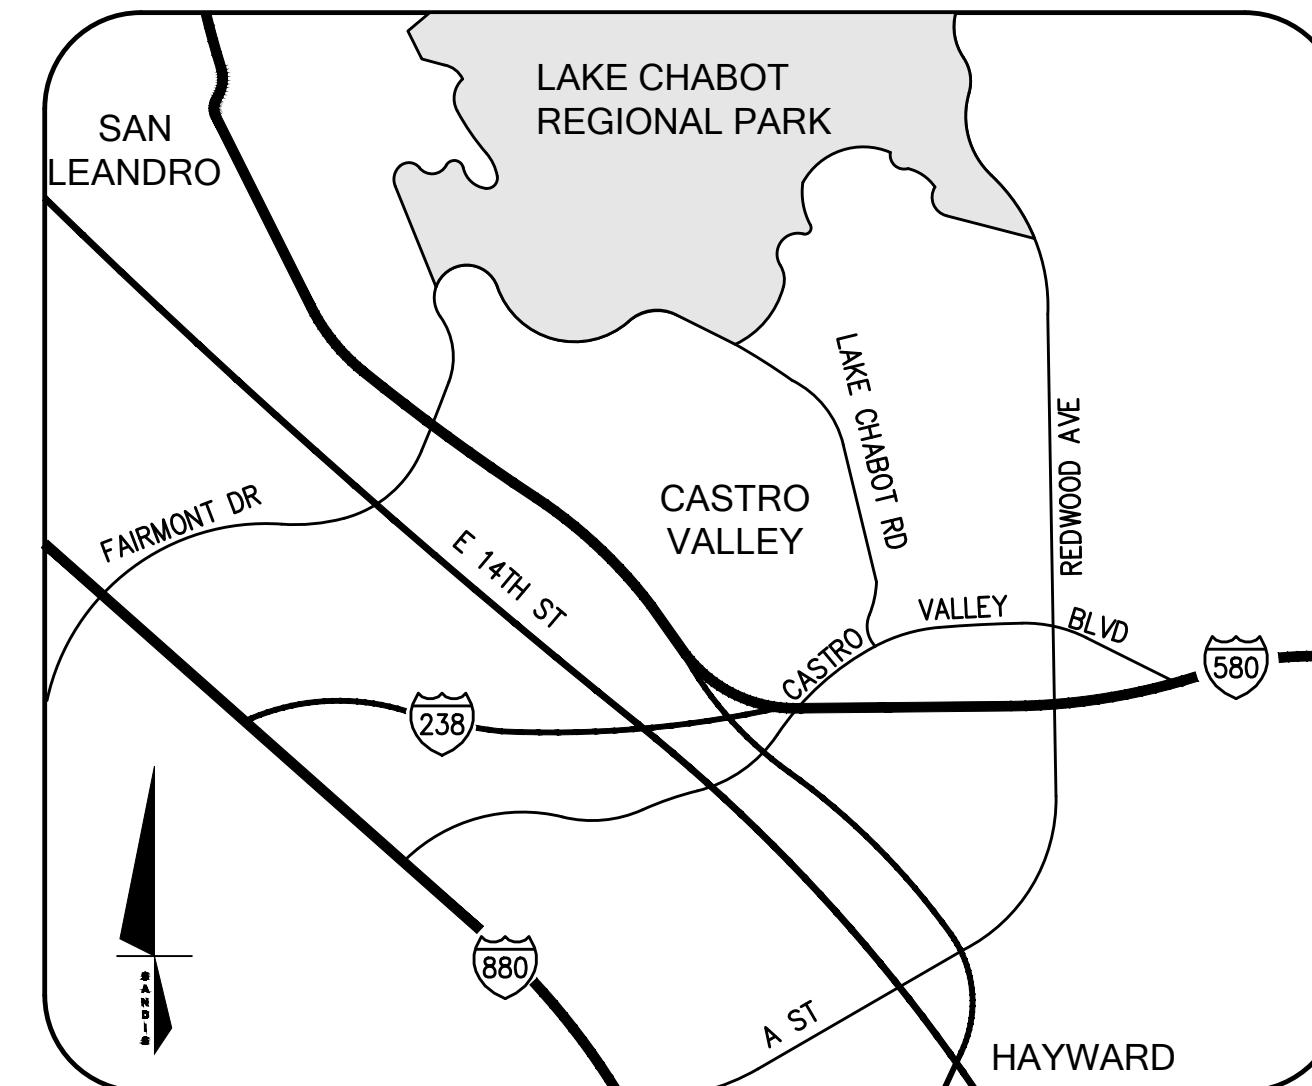 LAKE CHABOT
REGIONAL PARK
SAN
LEANDRO
LAKE CHABOT RD
REDWOOD AVE
CASTRO
VALLEY
FAIRMONT DR
E 14TH ST
CASTRO VALLEY BLVD
580
238
880
SANDIS
A ST
HAYWARD